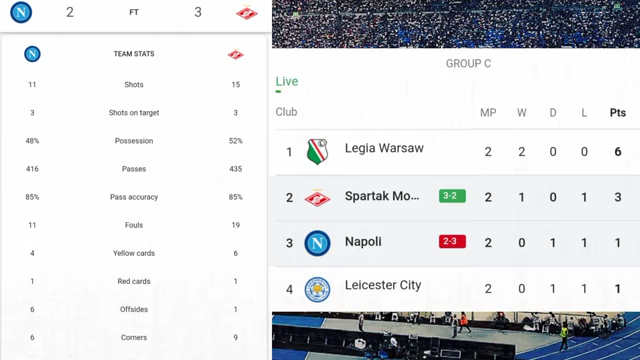 2 FT 3
TEAM STATS
11 Shots 15
3 Shots on target 3
48% Possession 52%
416 Passes 435
85% Pass accuracy 85%
11 Fouls 19
4 Yellow cards 6
1 Red cards 1
6 Offsides 1
6 Corners 9
GROUP C
Live
Club MP W D L Pts
1 Legia Warsaw 2 2 0 0 6
2 Spartak Mo... 3-2 2 1 0 1 3
3 Napoli 2-3 2 0 1 1 1
4 Leicester City 2 0 1 1 1